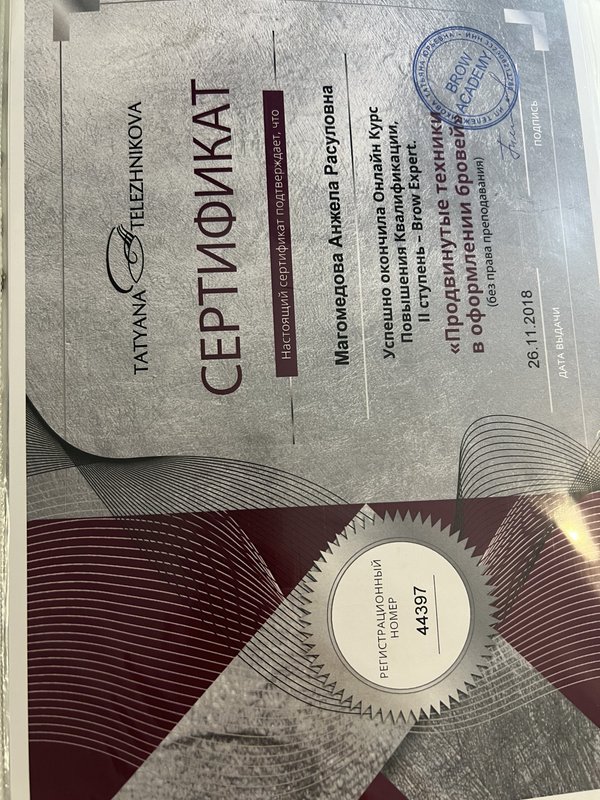 TATYANA TELEZHNIKOVA
СЕРТИФИКАТ
Настоящий сертификат подтверждает, что
Магомедова Анжела Расуловна
Успешно окончила Онлайн Курс
Повышения Квалификации,
II ступень – Brow Expert.
«Продвинутые техники
в оформлении бровей»
(без права преподавания)
26.11.2018
ДАТА ВЫДАЧИ
ПОДПИСЬ
BROW
ACADEMY
РЕГИСТРАЦИОННЫЙ
НОМЕР
44397